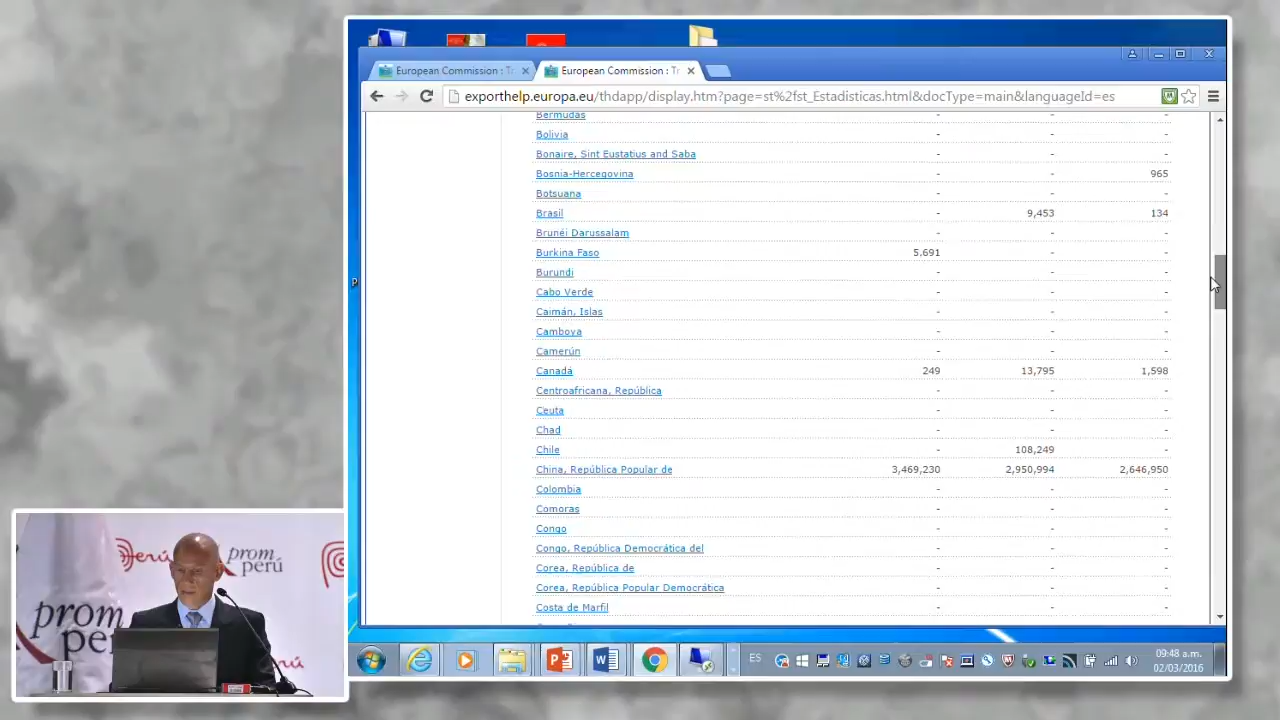 European Commission : Tr
European Commission : Tr
exporthelp.europa.eu/thdapp/display.htm?page=st%2fst_Estadisticas.html&docType=main&languageId=es
Bermudas - - -
Bolivia - - -
Bonaire, Sint Eustatius and Saba - - -
Bosnia-Hercegovina - - 965
Botsuana - - -
Brasil - 9,453 134
Brunéi Darussalam - - -
Burkina Faso 5,691 - -
Burundi - - -
Cabo Verde - - -
Caimán, Islas - - -
Camboya - - -
Camerún - - -
Canadá 249 13,795 1,598
Centroafricana, República - - -
Ceuta - - -
Chad - - -
Chile - 108,249 -
China, República Popular de 3,469,230 2,950,994 2,646,950
Colombia - - -
Comoras - - -
Congo - - -
Congo, República Democrática del - - -
Corea, República de - - -
Corea, República Popular Democrática - - -
Costa de Marfil - - -
P
ES
09:48 a.m.
02/03/2016
Perú
prom
perú
prom
pe